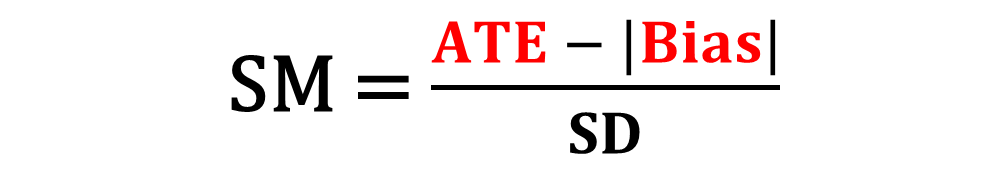 SM = ATE − |Bias|
SD